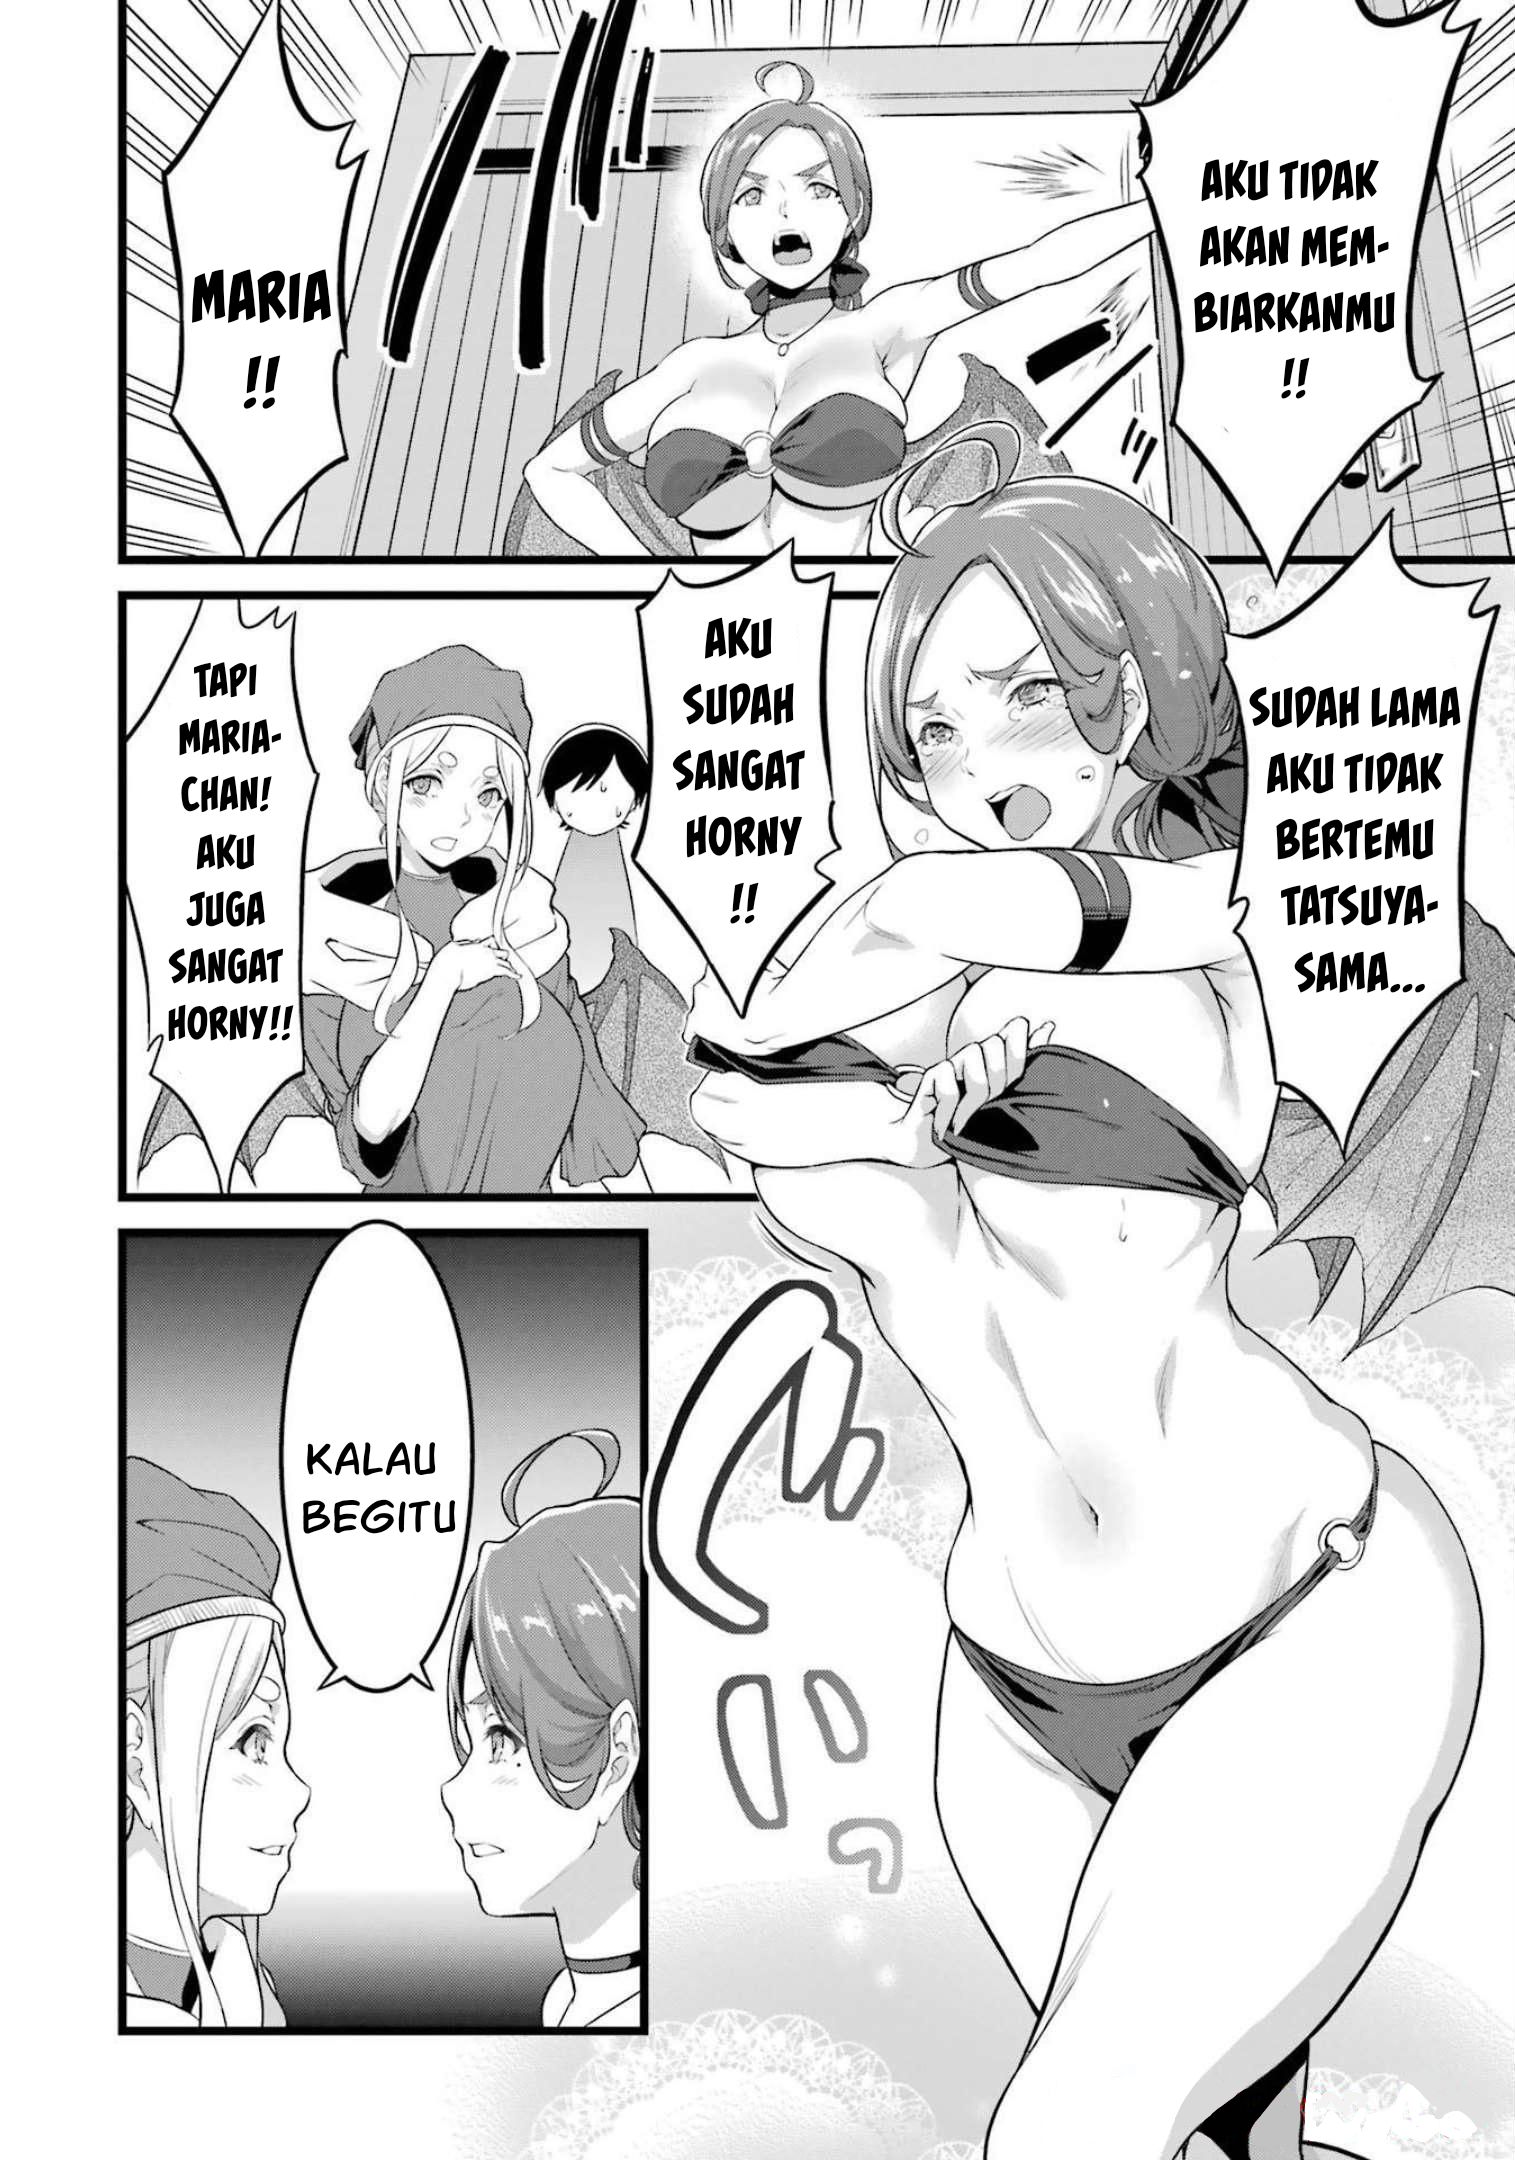 AKU TIDAK
AKAN MEM-
BIARKANMU
!!
MARIA
!!
SUDAH LAMA
AKU TIDAK
BERTEMU
TATSUYA-
SAMA...
AKU
SUDAH
SANGAT
HORNY
!!
TAPI
MARIA-
CHAN!
AKU
JUGA
SANGAT
HORNY!!
KALAU
BEGITU